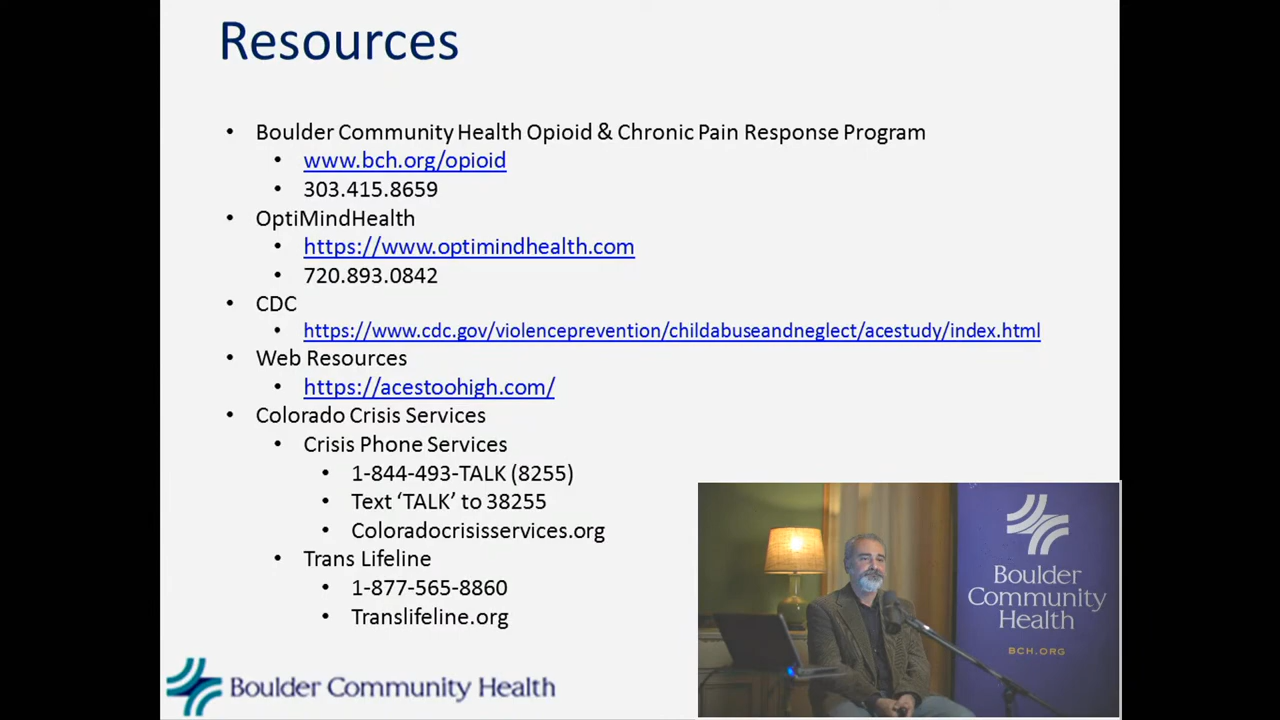 Resources
• Boulder Community Health Opioid & Chronic Pain Response Program
• www.bch.org/opioid
• 303.415.8659
• OptiMindHealth
• https://www.optimindhealth.com
• 720.893.0842
• CDC
• https://www.cdc.gov/violenceprevention/childabuseandneglect/acestudy/index.html
• Web Resources
• https://acestoohigh.com/
• Colorado Crisis Services
• Crisis Phone Services
• 1-844-493-TALK (8255)
• Text ‘TALK’ to 38255
• Coloradocrisisservices.org
• Trans Lifeline
• 1-877-565-8860
• Translifeline.org
Boulder Community Health
Boulder
Community
Health
BCH.ORG